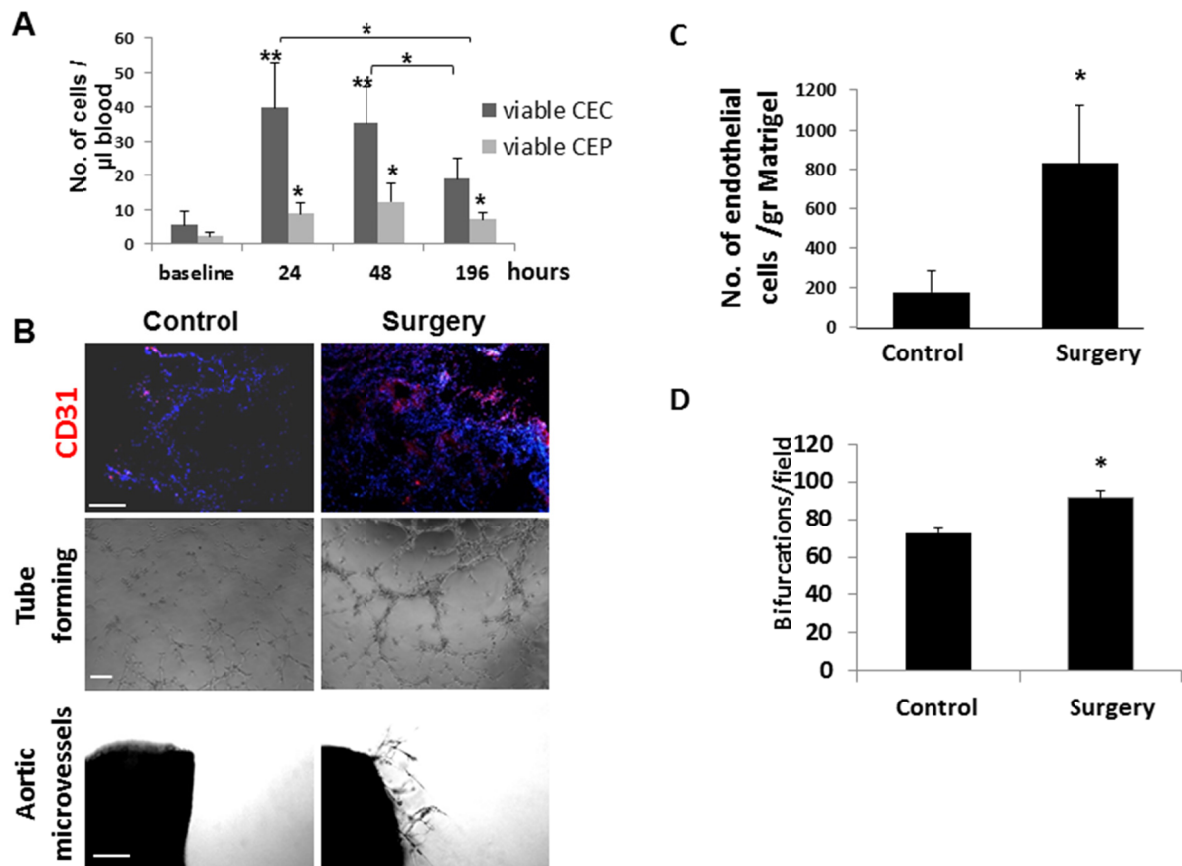 A
No. of cells /
µl blood
60
50
40
30
20
10
0
**
**
*
*
*
*
*
viable CEC
viable CEP
baseline 24 48 196 hours
B
Control Surgery
CD31
Tube
forming
Aortic
microvessels
C
No. of endothelial
cells /gr Matrigel
1200
1000
800
600
400
200
0
*
Control Surgery
D
Bifurcations/field
120
100
80
60
40
20
0
*
Control Surgery